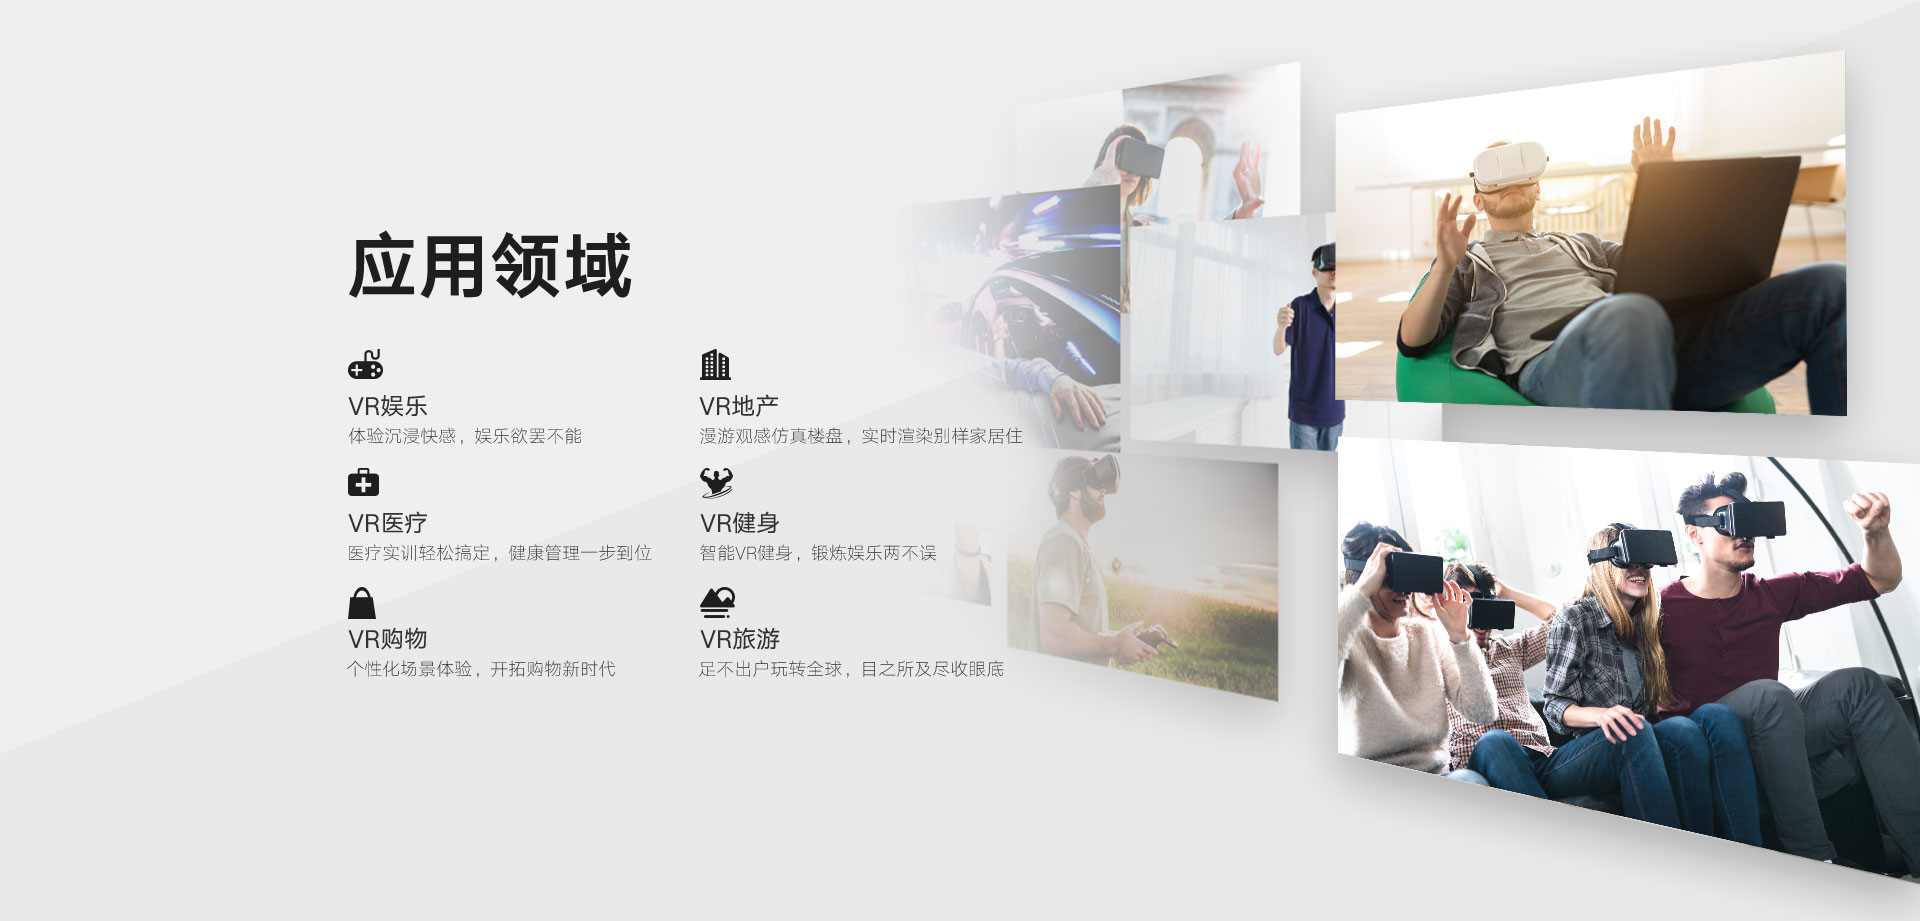 应用领域
VR娱乐
体验沉浸快感，娱乐欲罢不能
VR地产
漫游观感仿真楼盘，实时渲染别样家居住
VR医疗
医疗实训轻松搞定，健康管理一步到位
VR健身
智能VR健身，锻炼娱乐两不误
VR购物
个性化场景体验，开拓购物新时代
VR旅游
足不出户玩转全球，目之所及尽收眼底